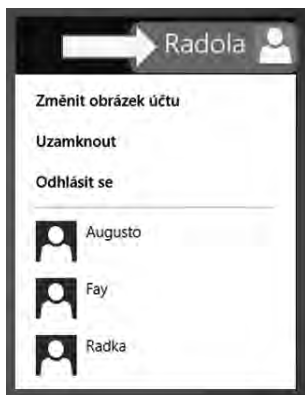 Radola
Změnit obrázek účtu
Uzamknout
Odhlásit se
Augusto
Fay
Radka